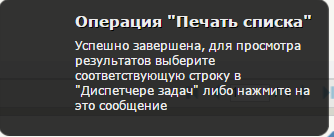 Операция "Печать списка"
Успешно завершена, для просмотра
результатов выберите
соответствующую строку в
"Диспетчере задач" либо нажмите на
это сообщение